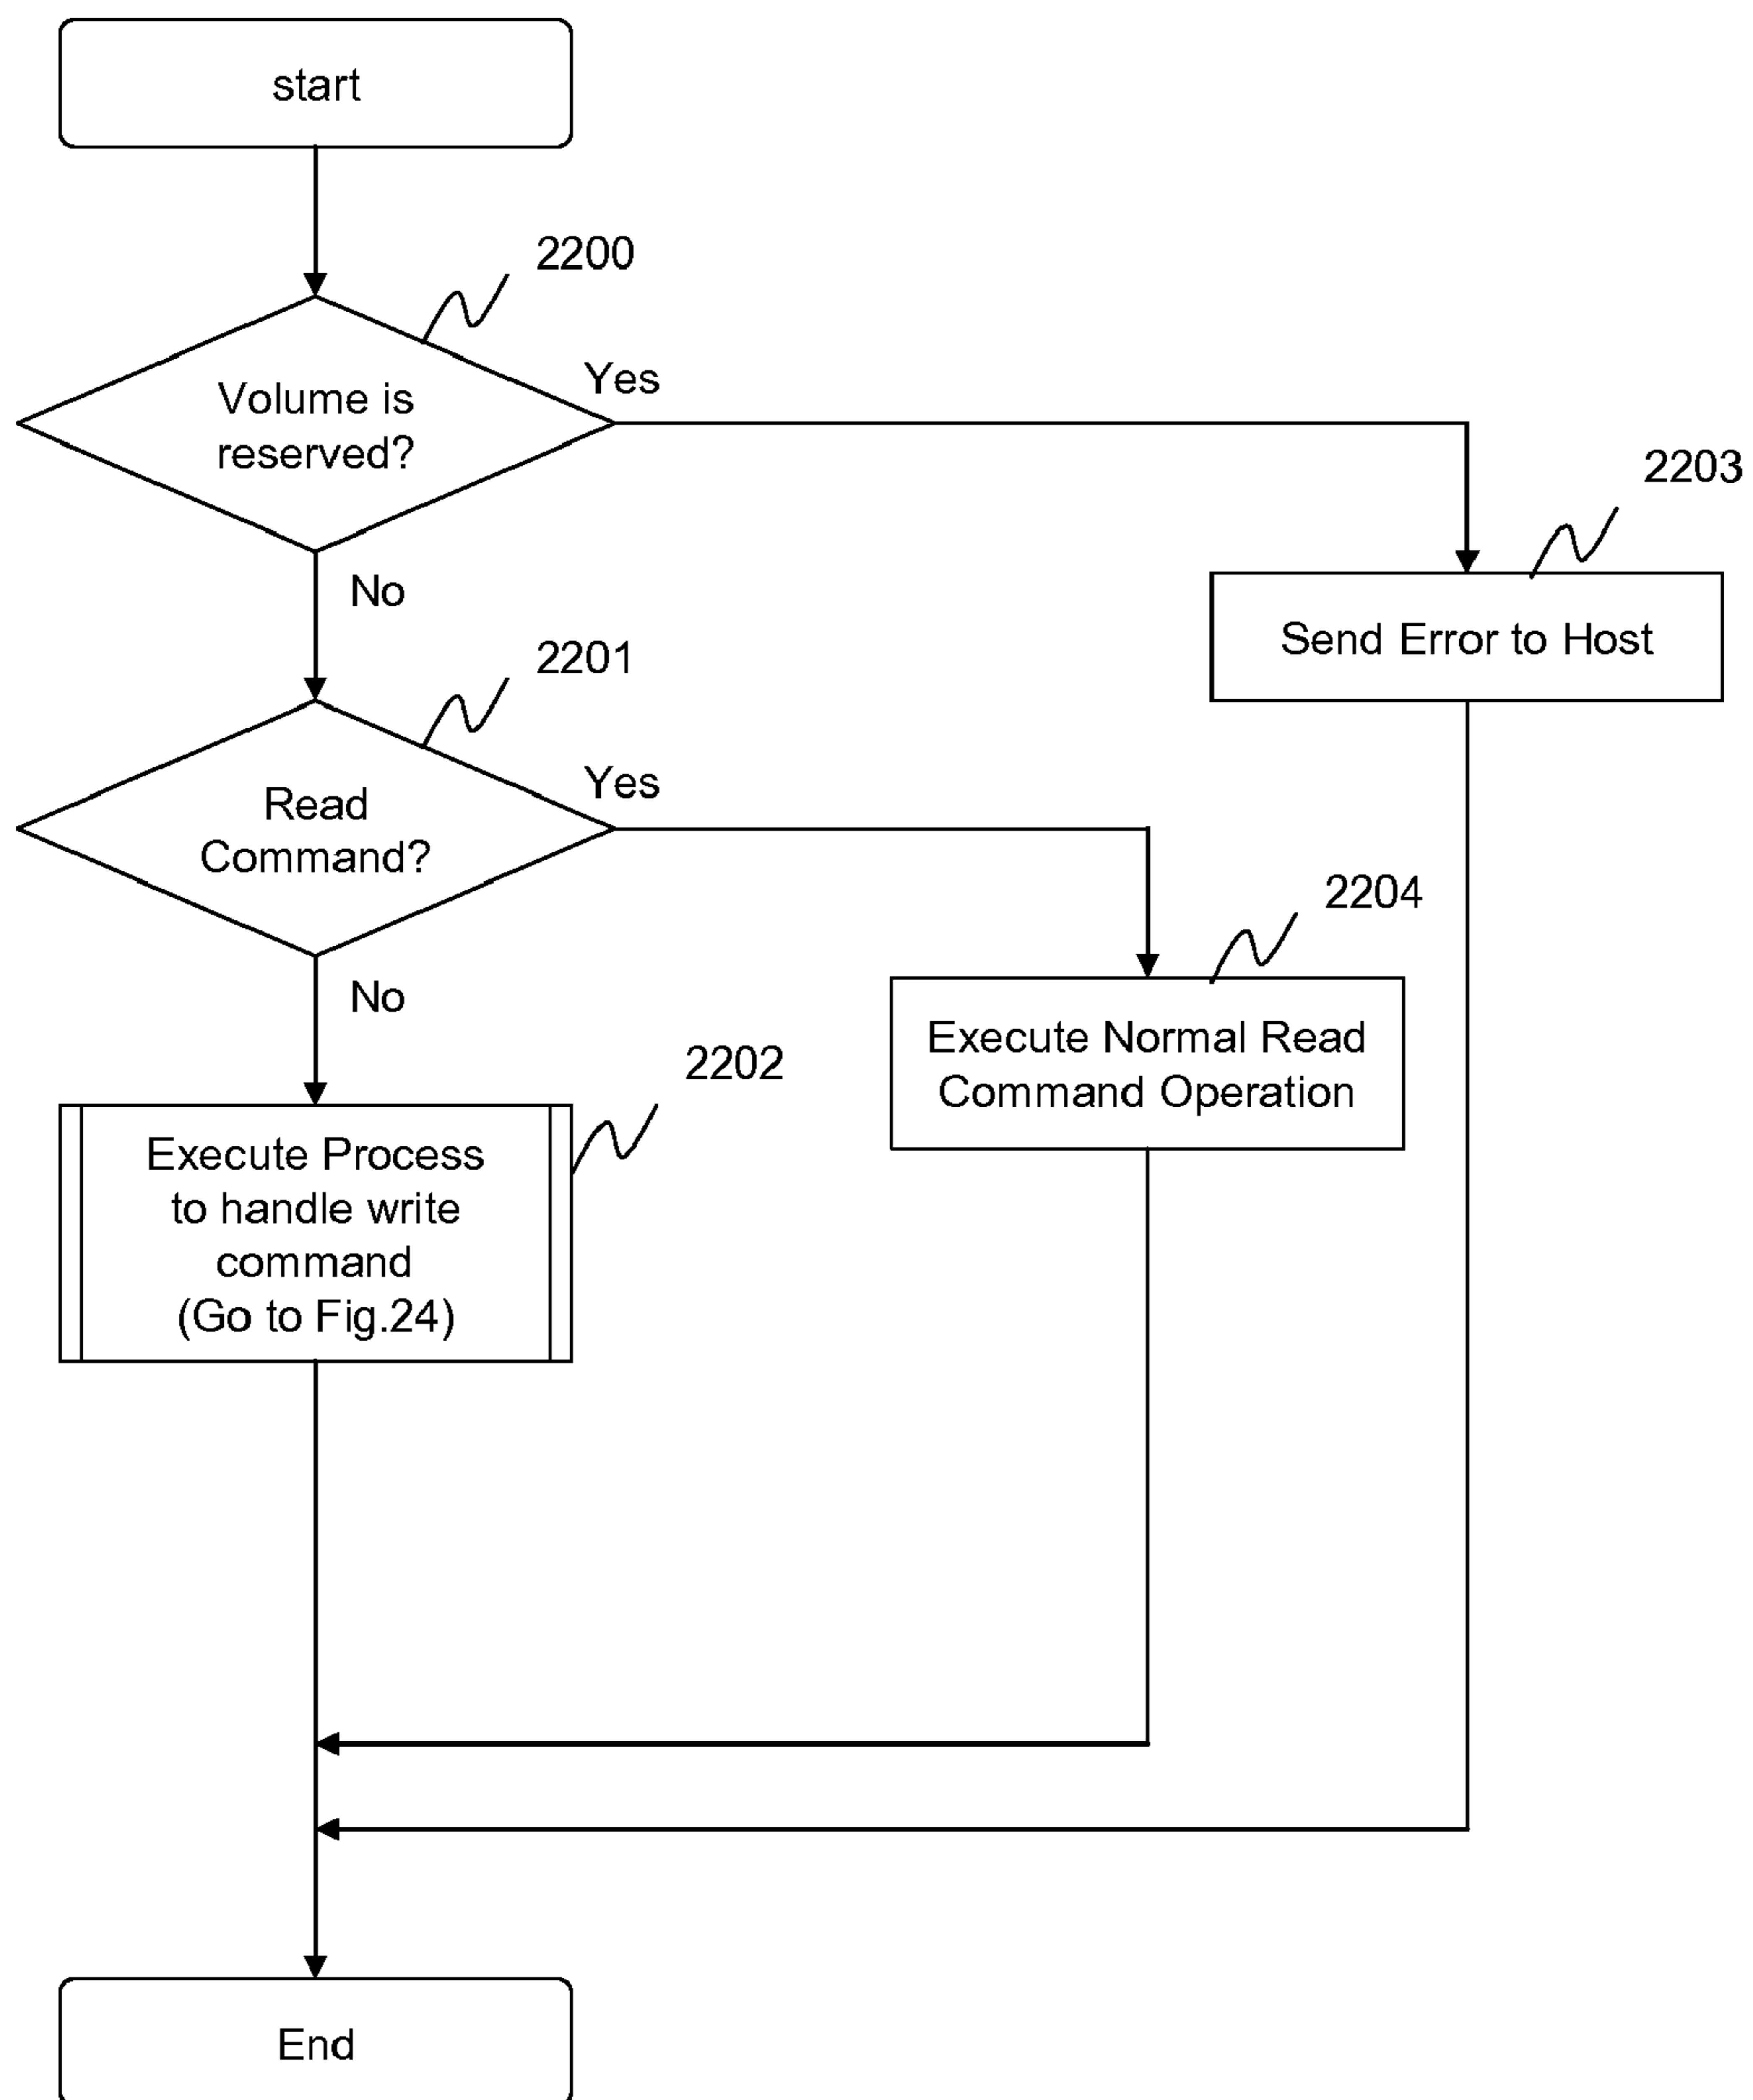 start
2200
Volume is
reserved?
Yes
2203
No
Send Error to Host
2201
Read
Command?
Yes
2204
No
Execute Normal Read
Command Operation
2202
Execute Process
to handle write
command
(Go to Fig.24)
End